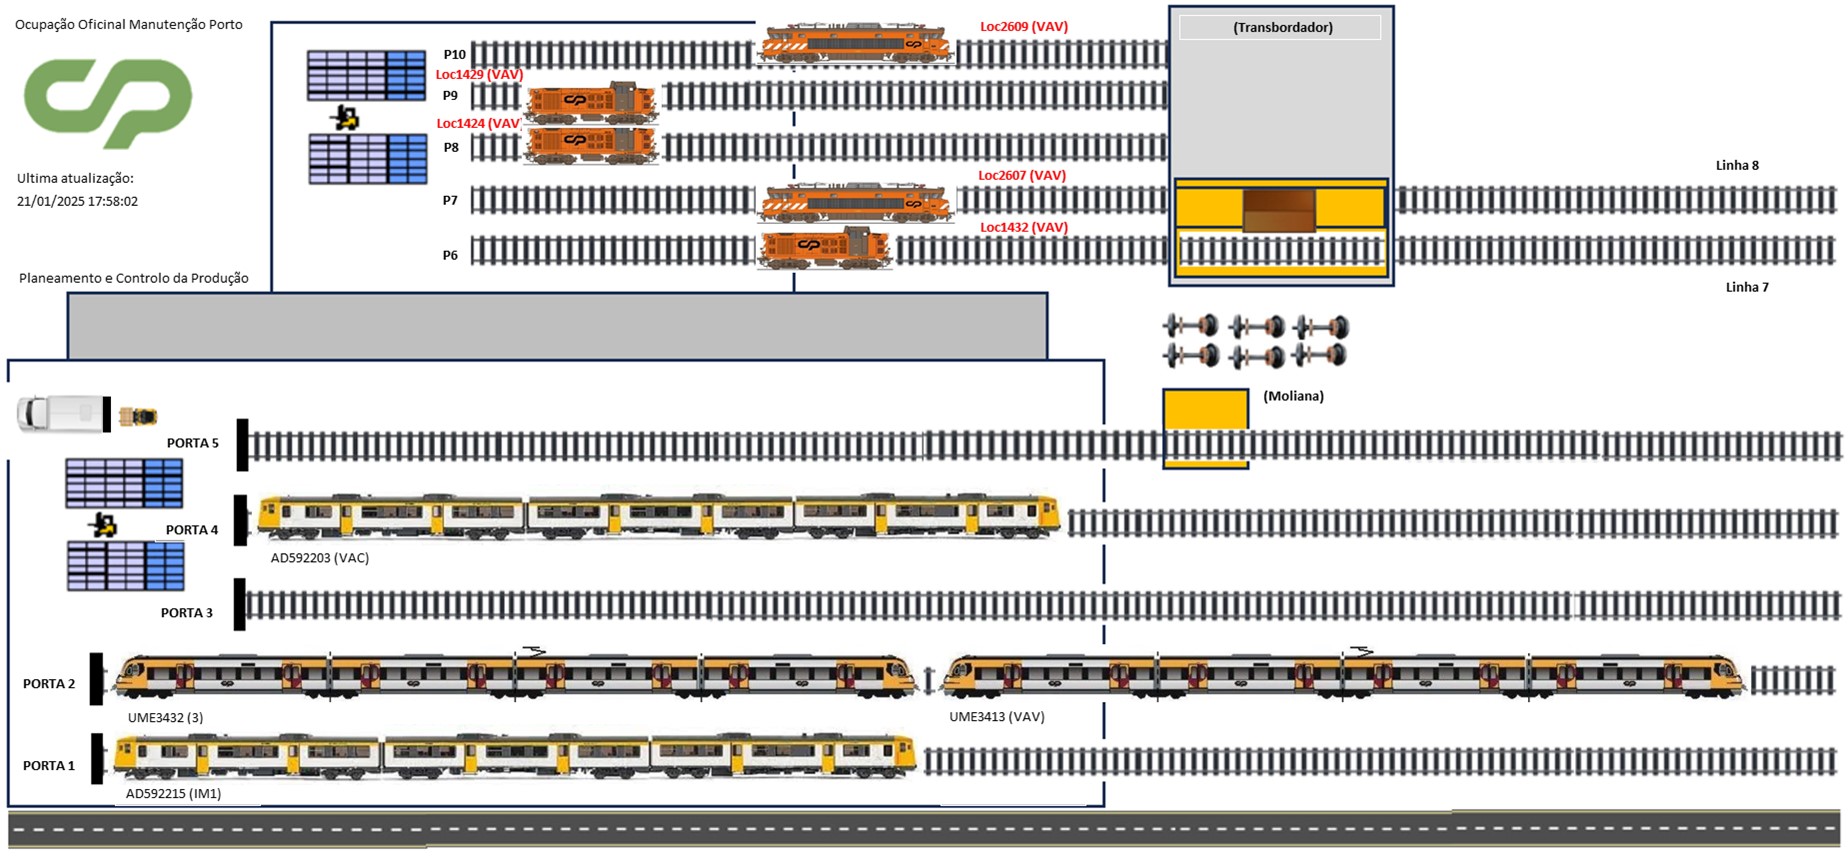 Ocupação Oficinal Manutenção Porto
Loc2609 (VAV)
(Transbordador)
P10
Loc1429 (VAV)
P9
Loc1424 (VAV)
P8
Linha 8
Ultima atualização:
21/01/2025 17:58:02
Loc2607 (VAV)
P7
Loc1432 (VAV)
P6
Planeamento e Controlo da Produção
Linha 7
(Moliana)
PORTA 5
PORTA 4
AD592203 (VAC)
PORTA 3
PORTA 2
UME3432 (3)
UME3413 (VAV)
PORTA 1
AD592215 (IM1)